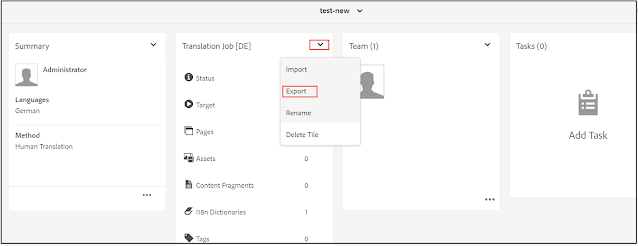 test-new
Summary
Administrator
Languages
German
Method
Human Translation
Translation Job [DE]
Status
Target
Pages
Assets 0
Content Fragments 0
I18n Dictionaries 1
Tags 0
Import
Export
Rename
Delete Tile
Team (1)
Tasks (0)
Add Task